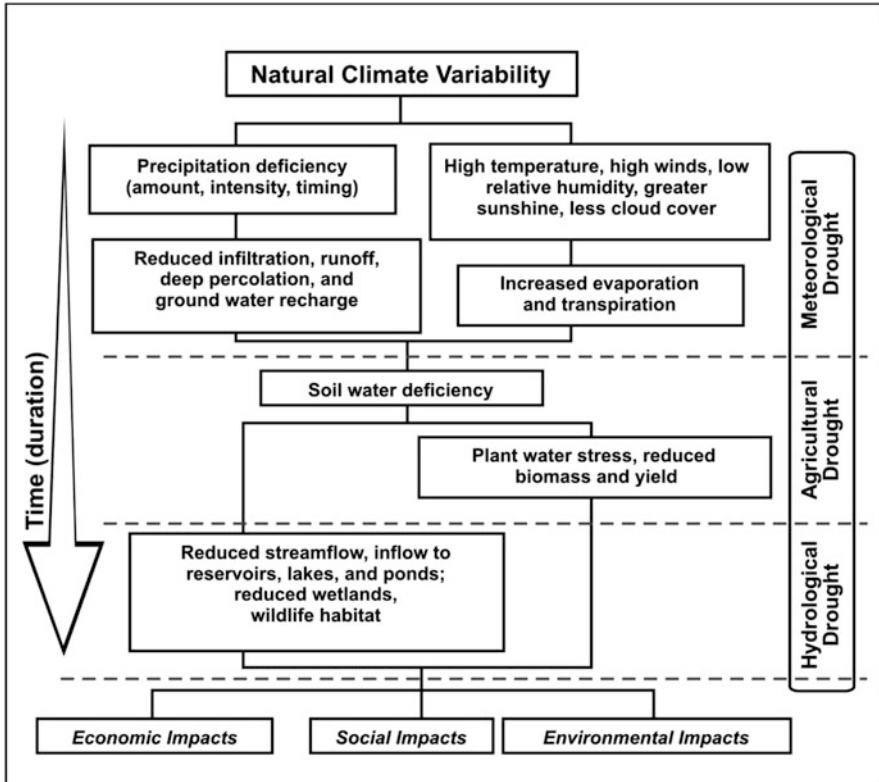 Natural Climate Variability
Precipitation deficiency
(amount, intensity, timing)
High temperature, high winds, low
relative humidity, greater
sunshine, less cloud cover
Reduced infiltration, runoff,
deep percolation, and
ground water recharge
Increased evaporation
and transpiration
Meteorological
Drought
Time (duration)
Soil water deficiency
Plant water stress, reduced
biomass and yield
Agricultural
Drought
Reduced streamflow, inflow to
reservoirs, lakes, and ponds;
reduced wetlands,
wildlife habitat
Hydrological
Drought
Economic Impacts
Social Impacts
Environmental Impacts